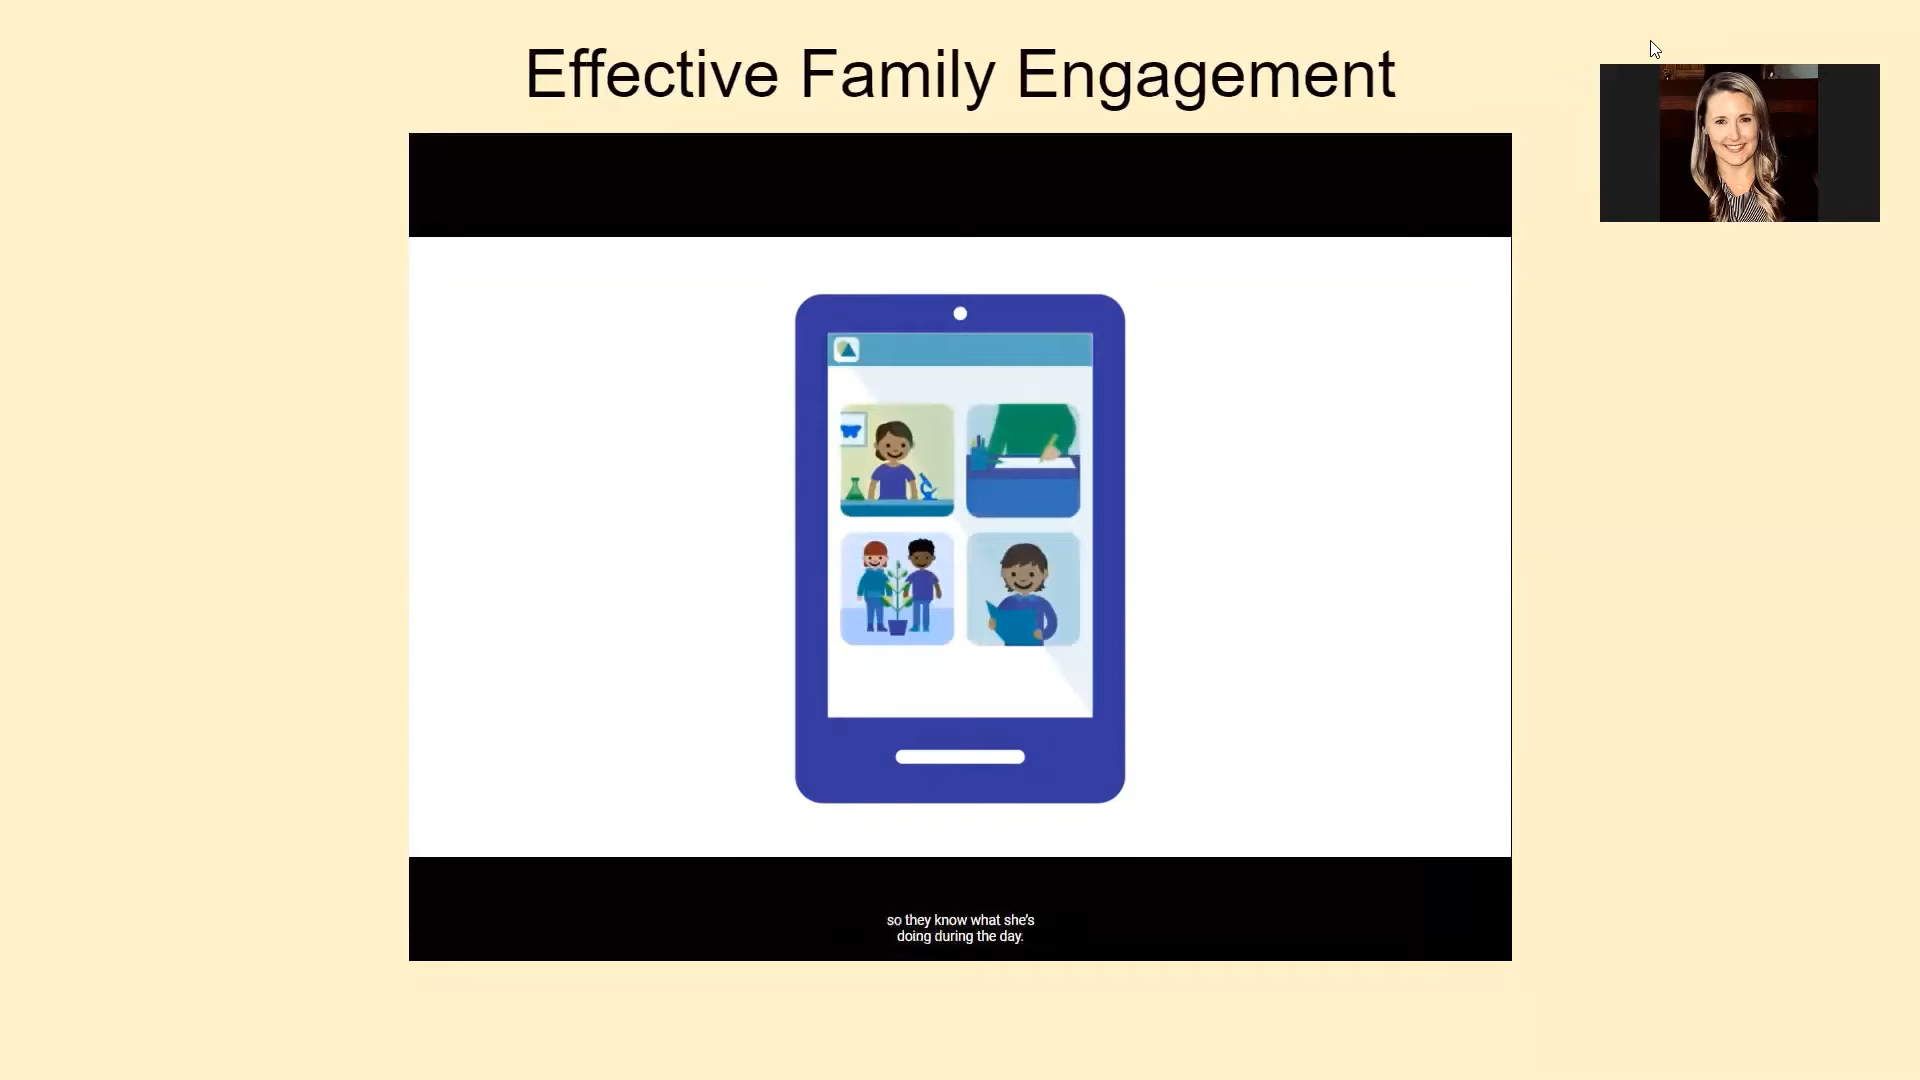 Effective Family Engagement
so they know what she's
doing during the day.